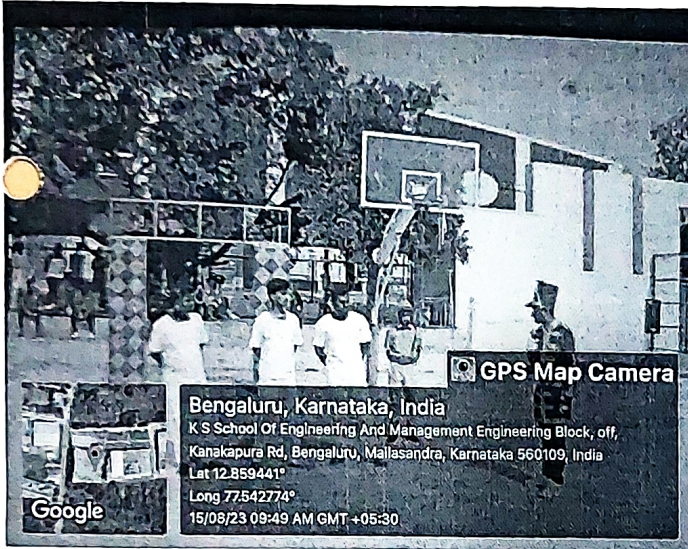 GPS Map Camera
Bengaluru, Karnataka, India
K S School Of Engineering And Management Engineering Block, off,
Kanakapura Rd, Bengaluru, Mallasandra, Karnataka 560109, India
Lat 12.859441°
Long 77.542774°
15/08/23 09:49 AM GMT +05:30
Google